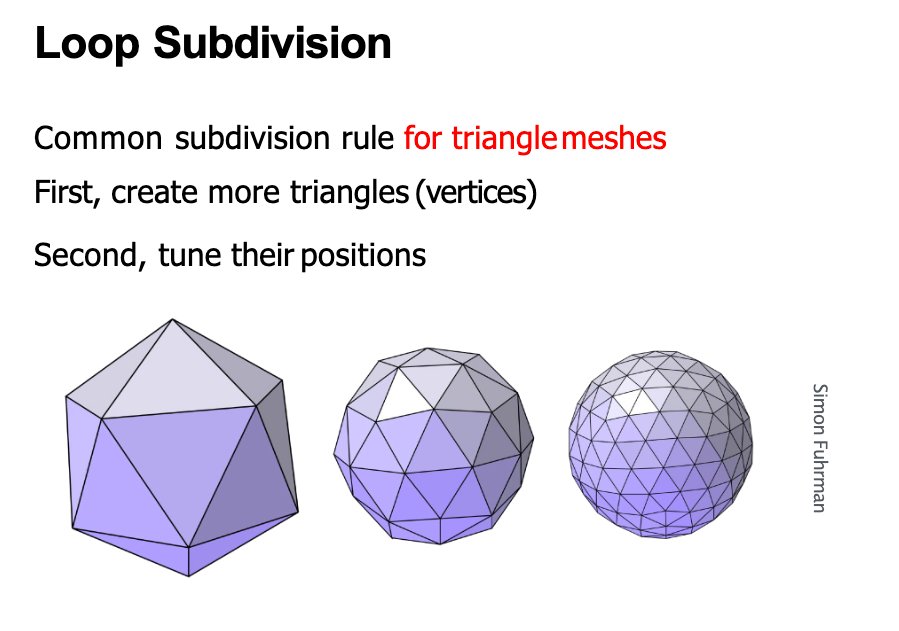 Loop Subdivision
Common subdivision rule for triangle meshes
First, create more triangles (vertices)
Second, tune their positions
Simon Fuhrman